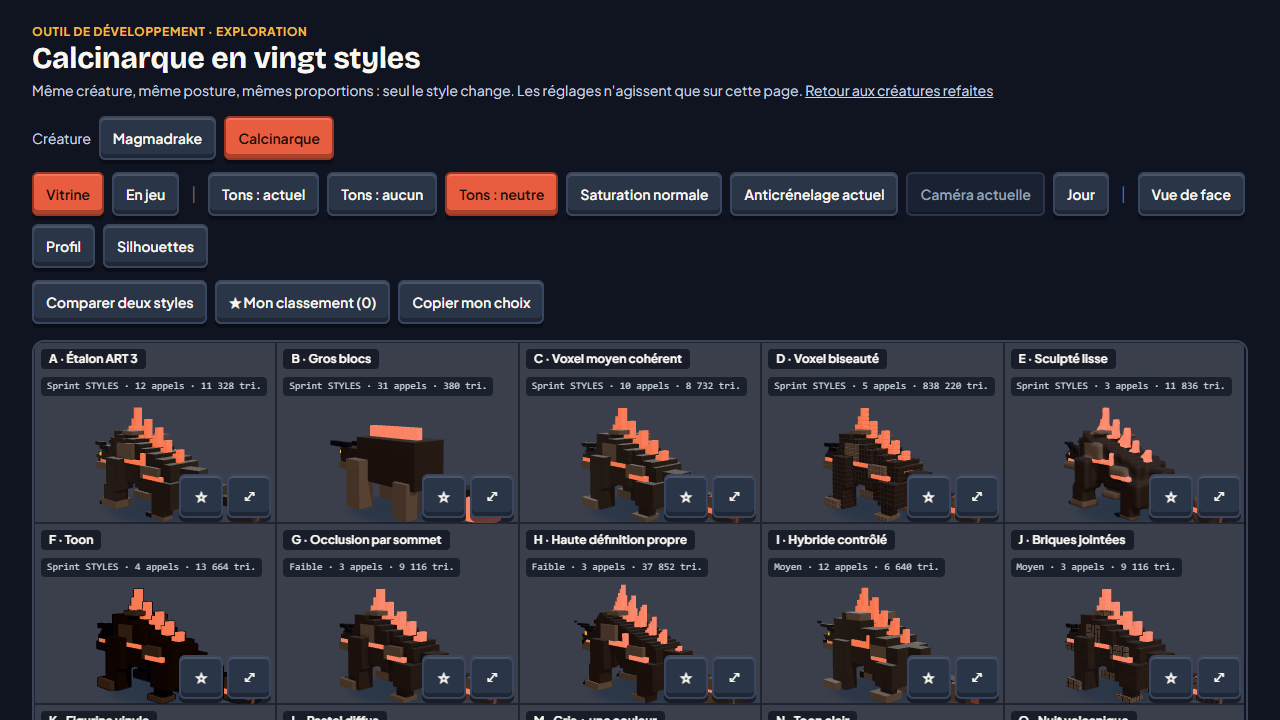 OUTIL DE DÉVELOPPEMENT · EXPLORATION
Calcinarque en vingt styles
Même créature, même posture, mêmes proportions : seul le style change. Les réglages n'agissent que sur cette page. Retour aux créatures refaites
Créature Magmadrake Calcinarque
Vitrine En jeu | Tons : actuel Tons : aucun Tons : neutre Saturation normale Anticrénelage actuel Caméra actuelle Jour | Vue de face
Profil Silhouettes
Comparer deux styles ★ Mon classement (0) Copier mon choix
A · Étalon ART 3 B · Gros blocs C · Voxel moyen cohérent D · Voxel biseauté E · Sculpté lisse
Sprint STYLES · 12 appels · 11 328 tri. Sprint STYLES · 31 appels · 380 tri. Sprint STYLES · 10 appels · 8 732 tri. Sprint STYLES · 5 appels · 838 220 tri. Sprint STYLES · 3 appels · 11 836 tri.
F · Toon G · Occlusion par sommet H · Haute définition propre I · Hybride contrôlé J · Briques jointées
Sprint STYLES · 4 appels · 13 664 tri. Faible · 3 appels · 9 116 tri. Faible · 3 appels · 37 852 tri. Moyen · 12 appels · 6 640 tri. Moyen · 3 appels · 9 116 tri.